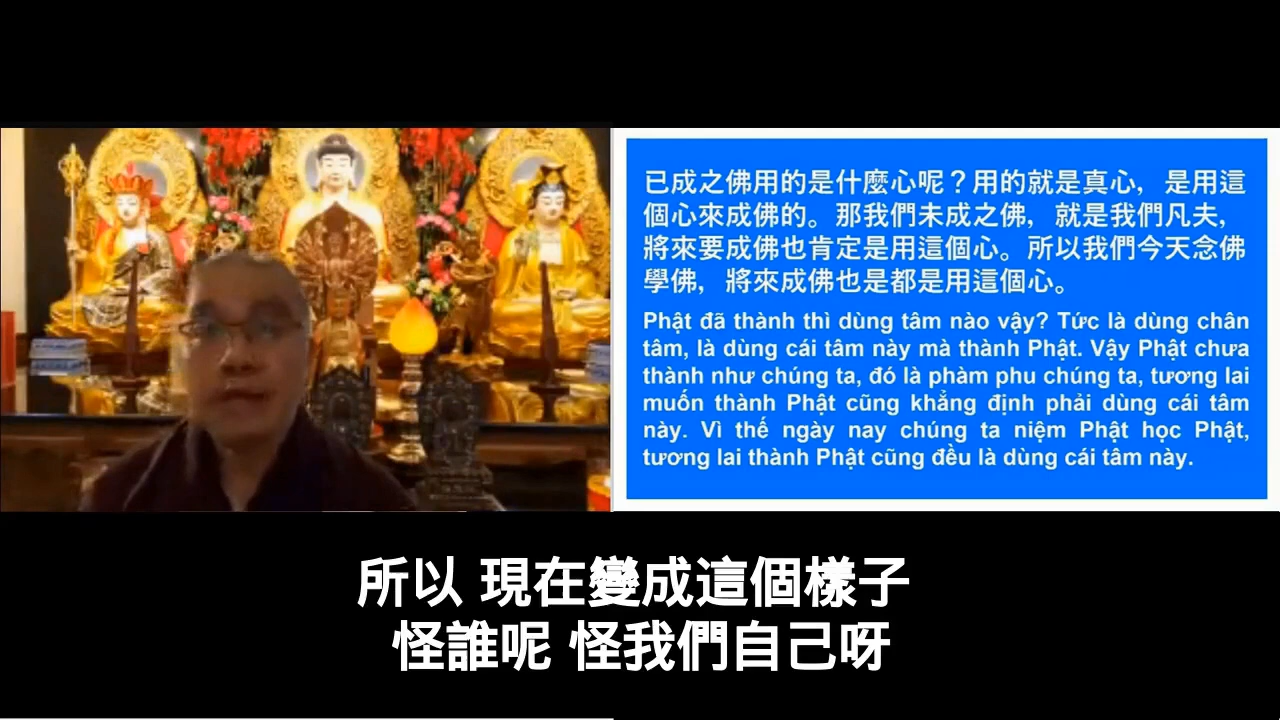 已成之佛用的是什麼心呢？用的就是真心，是用這
個心來成佛的。那我們未成之佛，就是我們凡夫，
將來要成佛也肯定是用這個心。所以我們今天念佛
學佛，將來成佛也是都是用這個心。
Phật đã thành thì dùng tâm nào vậy? Tức là dùng chân
tâm, là dùng cái tâm này mà thành Phật. Vậy Phật chưa
thành như chúng ta, đó là phàm phu chúng ta, tương lai
muốn thành Phật cũng khẳng định phải dùng cái tâm
này. Vì thế ngày nay chúng ta niệm Phật học Phật,
tương lai thành Phật cũng đều là dùng cái tâm này.
所以 現在變成這個樣子
怪誰呢 怪我們自己呀